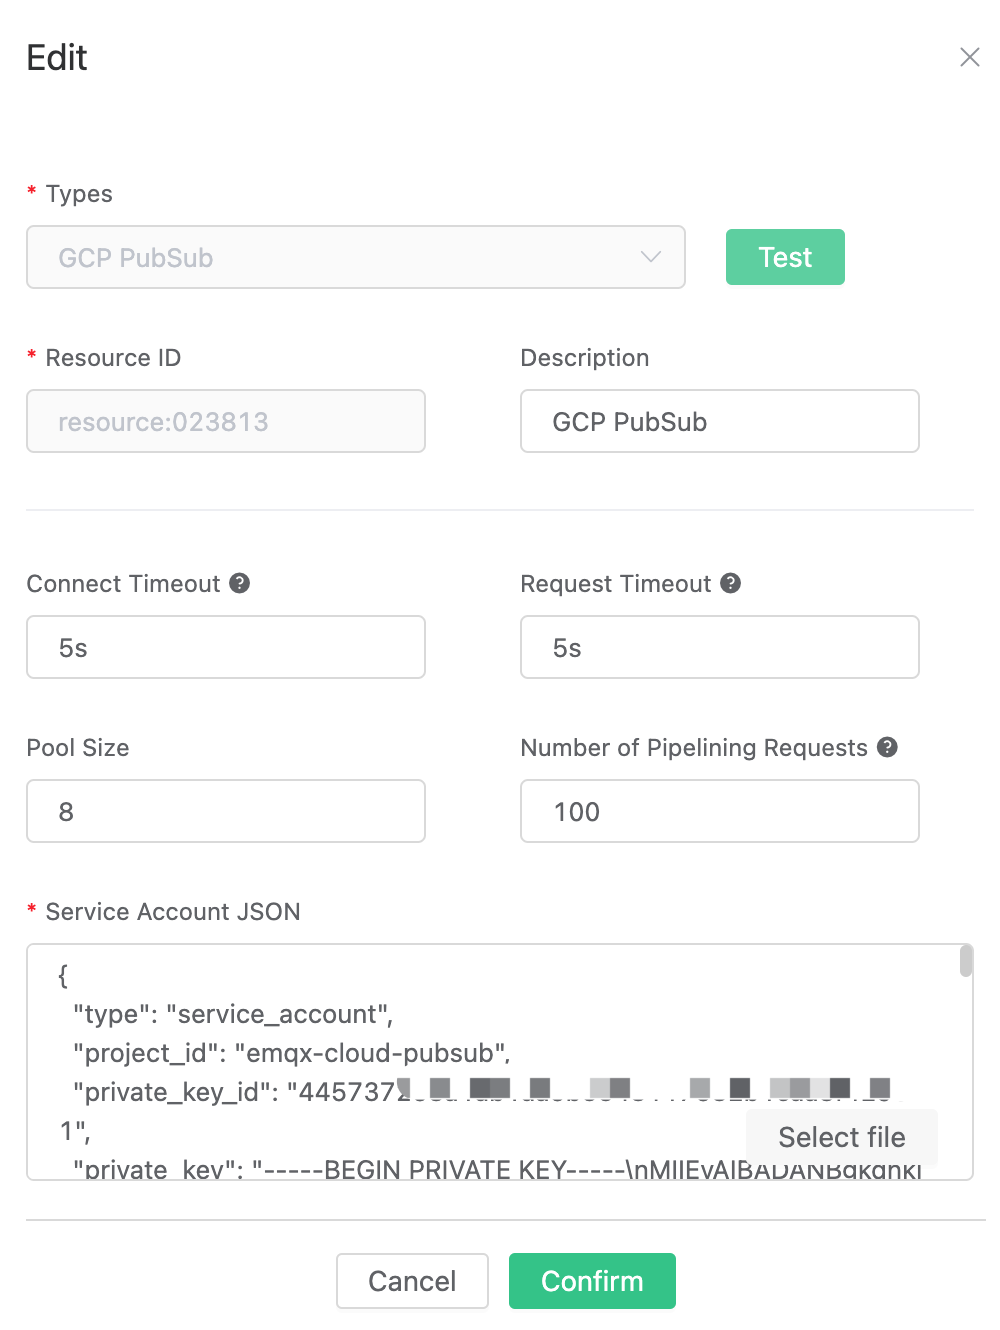 Edit
* Types
GCP PubSub
Test
* Resource ID
Description
resource:023813
GCP PubSub
Connect Timeout
Request Timeout
5s
5s
Pool Size
Number of Pipelining Requests
8
100
* Service Account JSON
{
"type": "service_account",
"project_id": "emqx-cloud-pubsub",
"private_key_id": "445737
1",
Select file
"private_key": "-----BEGIN PRIVATE KEY-----\nMIIEvAIBADANBgkqhki
Cancel
Confirm